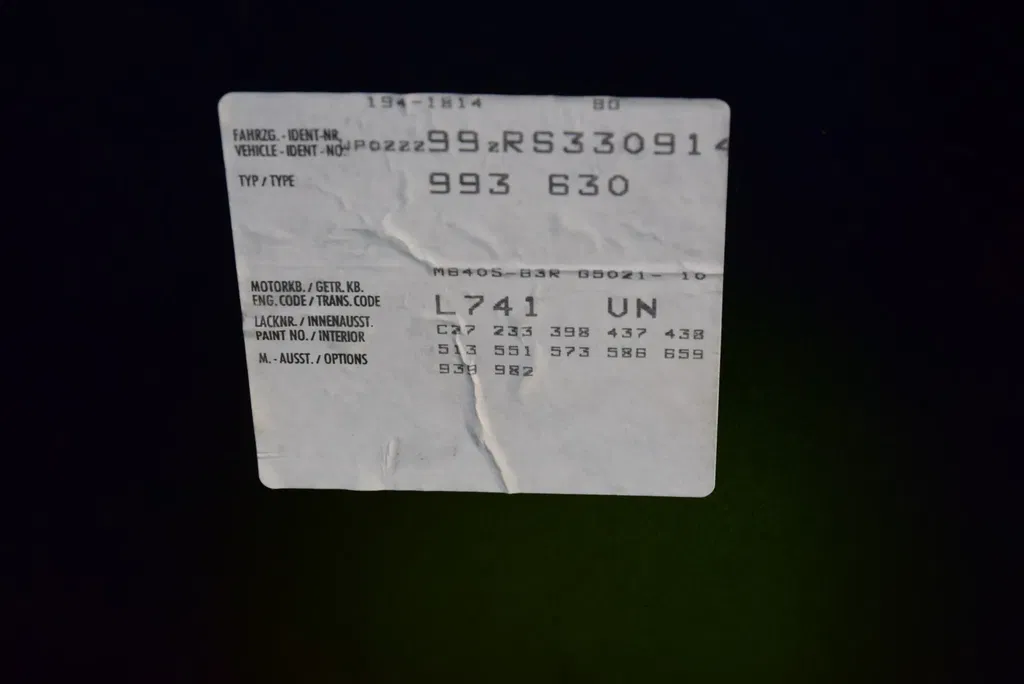 194-1814 80
FAHRZG.-IDENT-NR.
VEHICLE-IDENT-NO. WP0ZZZ99ZRS330914
TYP / TYPE 993 630
M6405-83R G5021- 10
MOTORKB. / GETR. KB.
ENG. CODE / TRANS. CODE L741 UN
LACKNR. / INNENAUSST. C27 233 398 437 438
PAINT NO. / INTERIOR 513 551 573 586 659
M.-AUSST. / OPTIONS 939 982